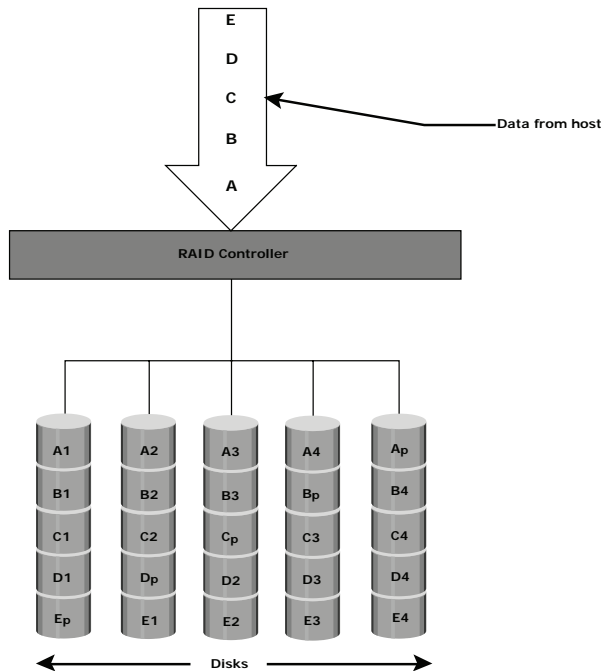 E
D
C
B
A
Data from host
RAID Controller
A1 A2 A3 A4 Ap
B1 B2 B3 Bp B4
C1 C2 Cp C3 C4
D1 Dp D2 D3 D4
Ep E1 E2 E3 E4
Disks